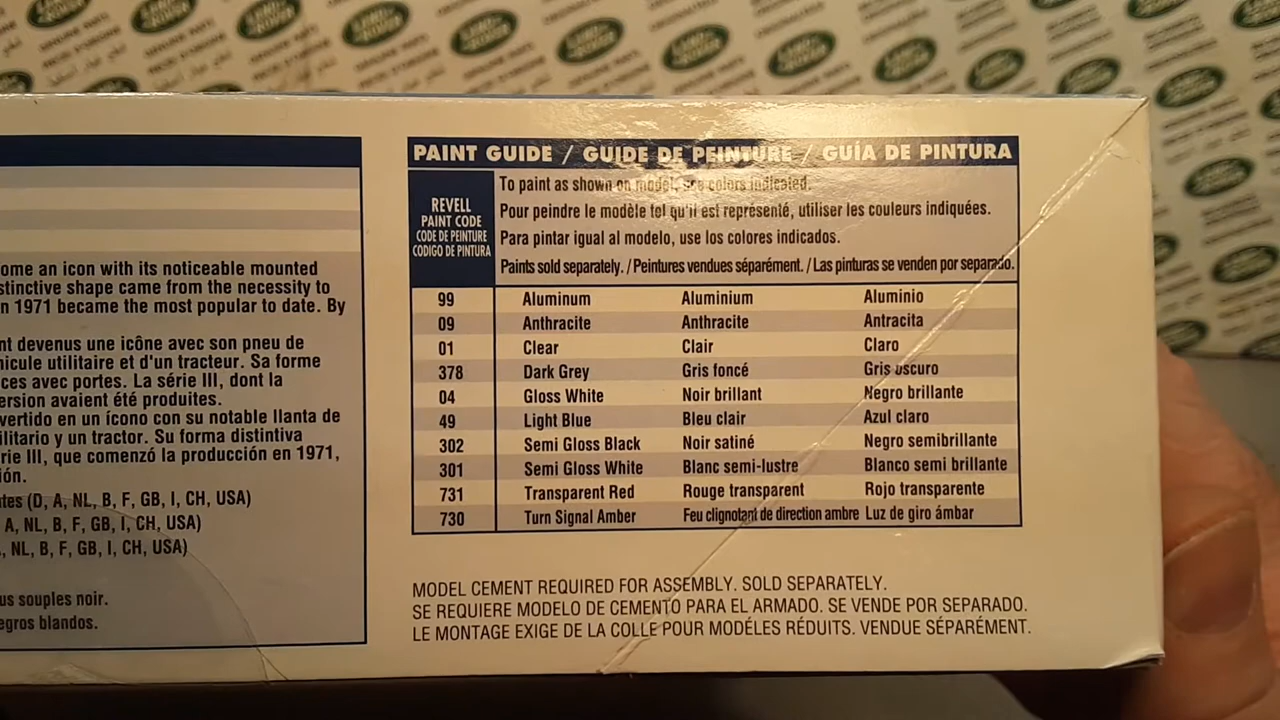 ome an icon with its noticeable mounted
stinctive shape came from the necessity to
n 1971 became the most popular to date. By
nt devenus une icône avec son pneu de
nicule utilitaire et d'un tracteur. Sa forme
ces avec portes. La série III, dont la
ersion avaient été produites.
vertido en un ícono con su notable llanta de
ilitario y un tractor. Su forma distintiva
rie III, que comenzó la producción en 1971,
ión.
ites (D, A, NL, B, F, GB, I, CH, USA)
A, NL, B, F, GB, I, CH, USA)
, NL, B, F, GB, I, CH, USA)
us souples noir.
egros blandos.
PAINT GUIDE / GUIDE DE PEINTURE / GUÍA DE PINTURA
REVELL
PAINT CODE
CODE DE PEINTURE
CODIGO DE PINTURA
To paint as shown on model, use colors indicated.
Pour peindre le modèle tel qu'il est représenté, utiliser les couleurs indiquées.
Para pintar igual al modelo, use los colores indicados.
Paints sold separately. / Peintures vendues séparément. / Las pinturas se venden por separado.
99 Aluminum Aluminium Aluminio
09 Anthracite Anthracite Antracita
01 Clear Clair Claro
378 Dark Grey Gris foncé Gris oscuro
04 Gloss White Noir brillant Negro brillante
49 Light Blue Bleu clair Azul claro
302 Semi Gloss Black Noir satiné Negro semibrillante
301 Semi Gloss White Blanc semi-lustre Blanco semi brillante
731 Transparent Red Rouge transparent Rojo transparente
730 Turn Signal Amber Feu clignotant de direction ambre Luz de giro ámbar
MODEL CEMENT REQUIRED FOR ASSEMBLY. SOLD SEPARATELY.
SE REQUIERE MODELO DE CEMENTO PARA EL ARMADO. SE VENDE POR SEPARADO.
LE MONTAGE EXIGE DE LA COLLE POUR MODÉLES RÉDUITS. VENDUE SÉPARÉMENT.